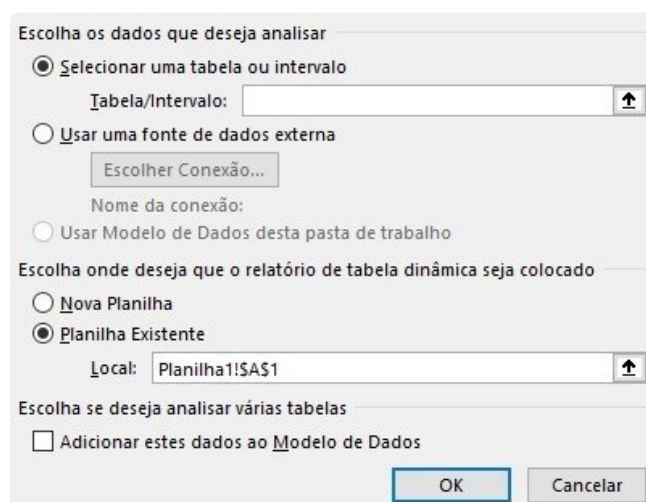 Escolha os dados que deseja analisar
Selecionar uma tabela ou intervalo
Tabela/Intervalo:
Usar uma fonte de dados externa
Escolher Conexão...
Nome da conexão:
Usar Modelo de Dados desta pasta de trabalho
Escolha onde deseja que o relatório de tabela dinâmica seja colocado
Nova Planilha
Planilha Existente
Local: Planilha1!$A$1
Escolha se deseja analisar várias tabelas
Adicionar estes dados ao Modelo de Dados
OK Cancelar